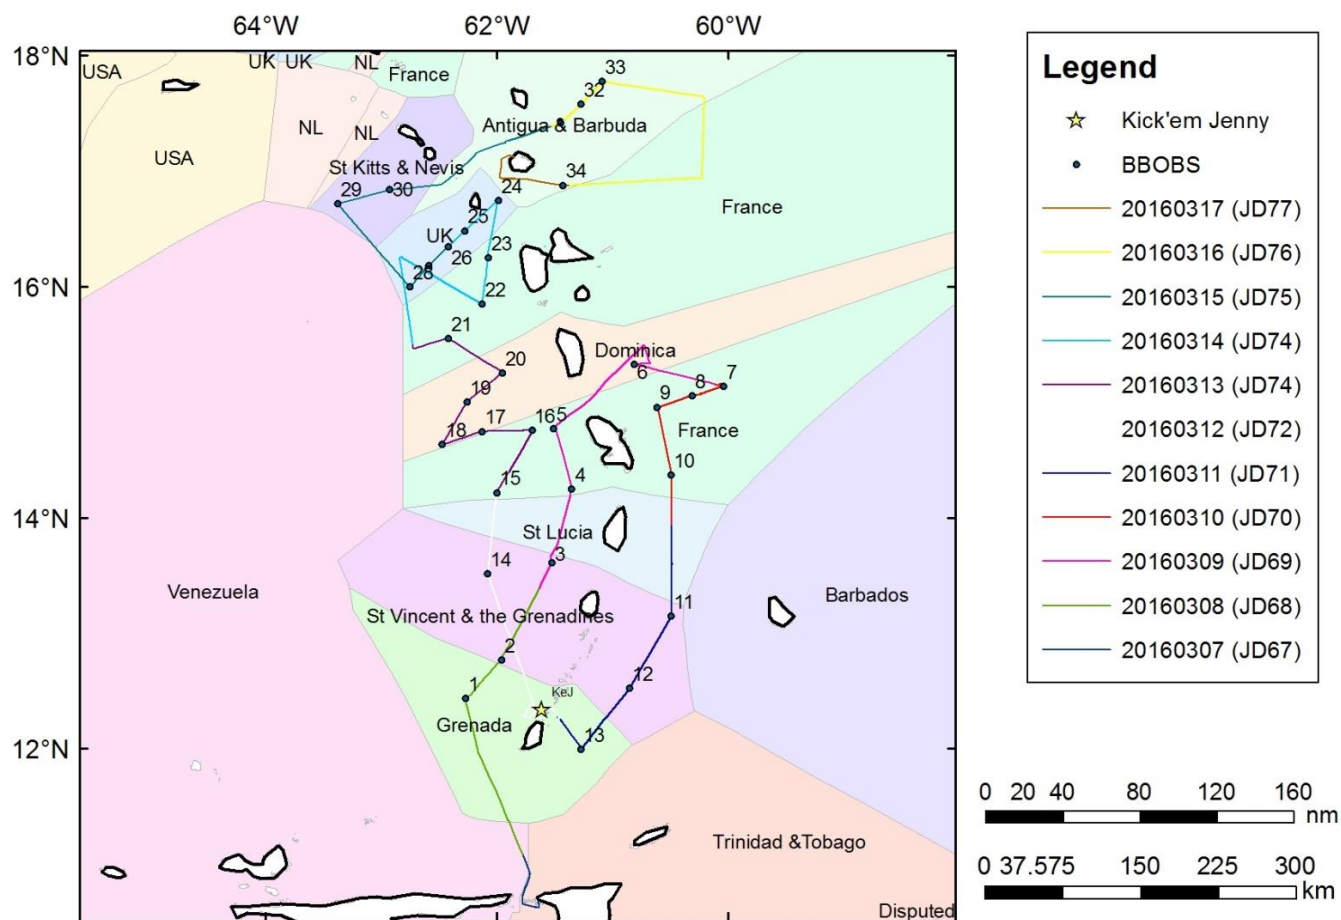 64°W 62°W 60°W
18°N
16°N
14°N
12°N
USA
UK UK NL
France
33
32
NL
NL
Antigua & Barbuda
USA
St Kitts & Nevis
34
29
30
24
25
France
UK
23
26
28
22
21
20
Dominica
6
7
8
19
9
17
165
18
France
10
15
4
St Lucia
3
14
Venezuela
Barbados
11
St Vincent & the Grenadines
2
12
1
KeJ
Grenada
13
Trinidad &Tobago
Disputed
Legend
Kick'em Jenny
BBOBS
20160317 (JD77)
20160316 (JD76)
20160315 (JD75)
20160314 (JD74)
20160313 (JD74)
20160312 (JD72)
20160311 (JD71)
20160310 (JD70)
20160309 (JD69)
20160308 (JD68)
20160307 (JD67)
0 20 40 80 120 160
nm
0 37.575 150 225 300
km